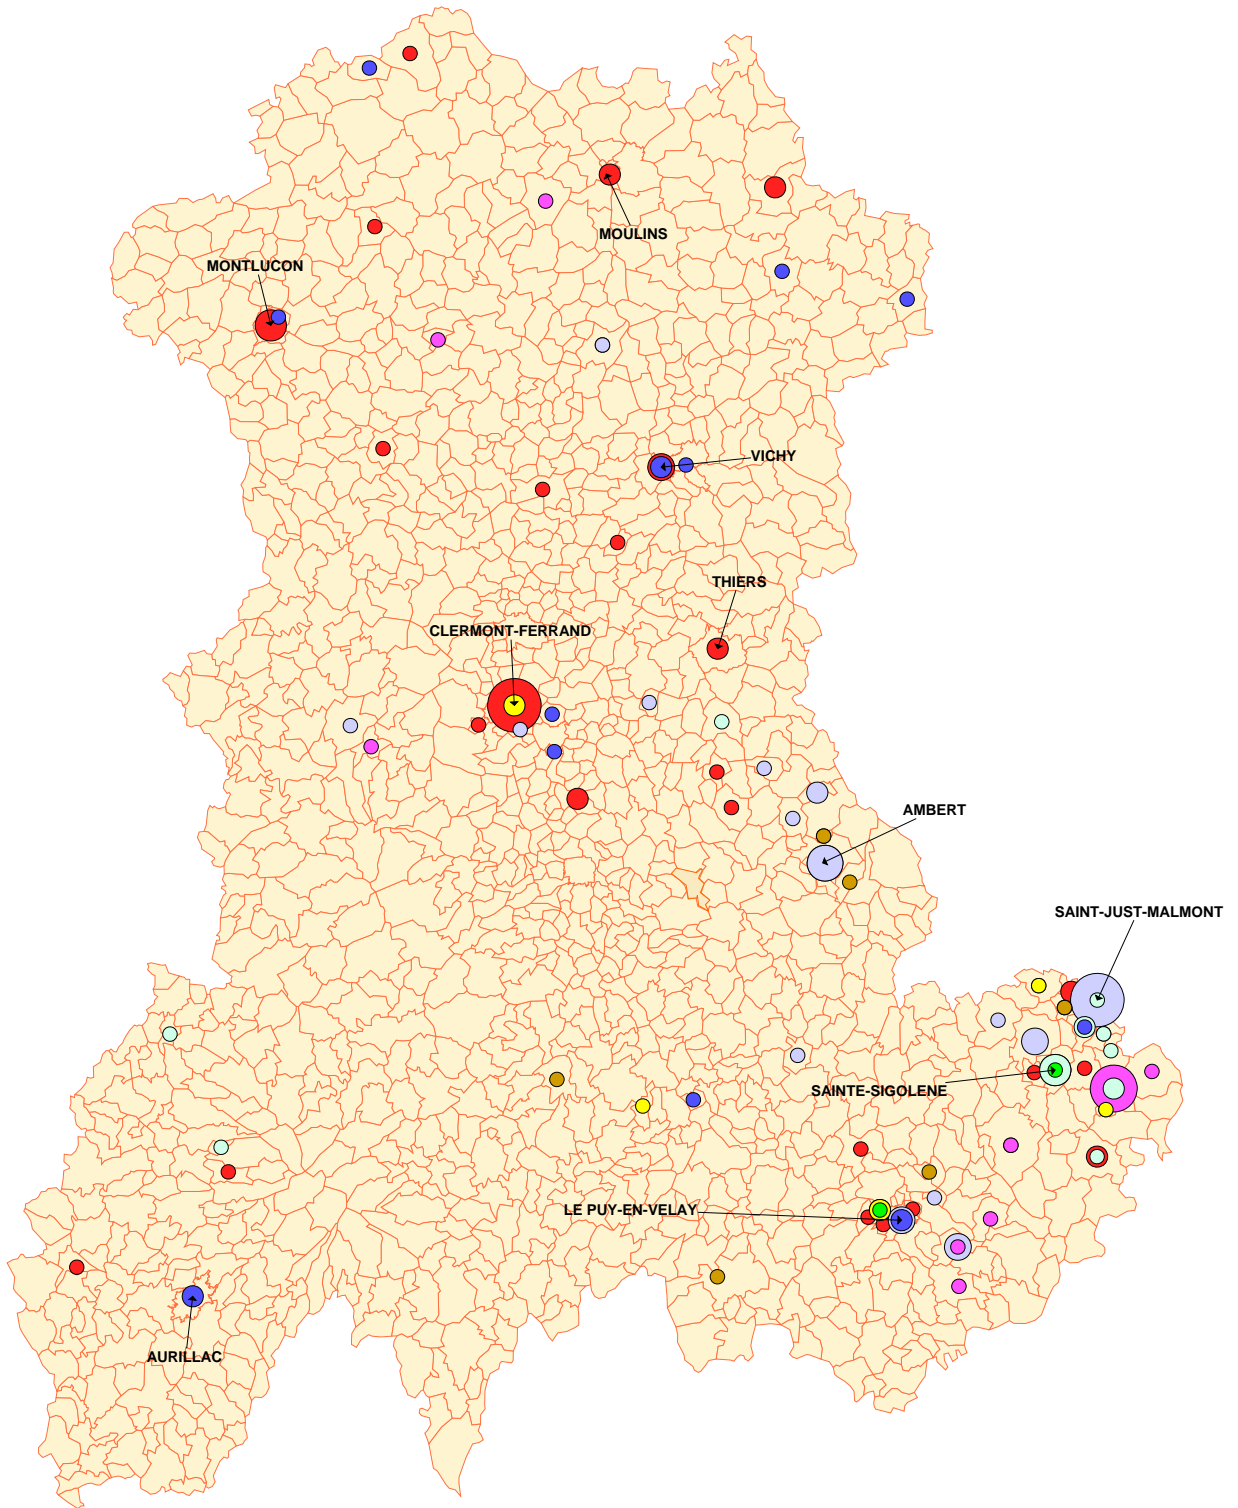 MOULINS
MONTLUCON
VICHY
THIERS
CLERMONT-FERRAND
AMBERT
SAINT-JUST-MALMONT
SAINTE-SIGOLENE
LE PUY-EN-VELAY
AURILLAC